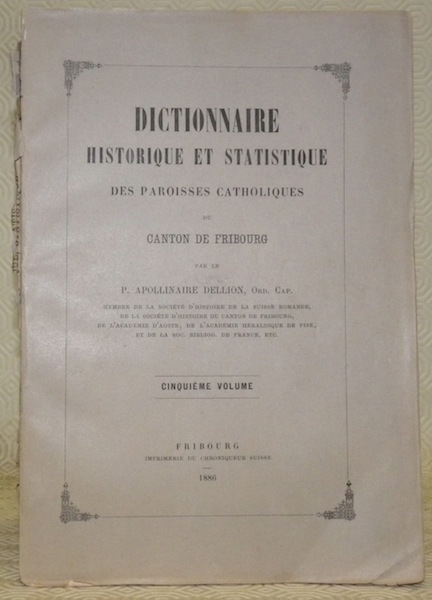 DICTIONNAIRE
HISTORIQUE ET STATISTIQUE
DES PAROISSES CATHOLIQUES
DU
CANTON DE FRIBOURG
PAR LE
P. APOLLINAIRE DELLION, Ord. Cap.
MEMBRE DE LA SOCIÉTÉ D'HISTOIRE DE LA SUISSE ROMANDE,
DE LA SOCIÉTÉ D'HISTOIRE DU CANTON DE FRIBOURG,
DE L'ACADÉMIE D'AOSTE, DE L'ACADÉMIE HÉRALDIQUE DE PISE,
ET DE LA SOC. BIBLIOG. DE FRANCE, ETC.
CINQUIÈME VOLUME
FRIBOURG
IMPRIMERIE DU CHRONIQUEUR SUISSE
1886